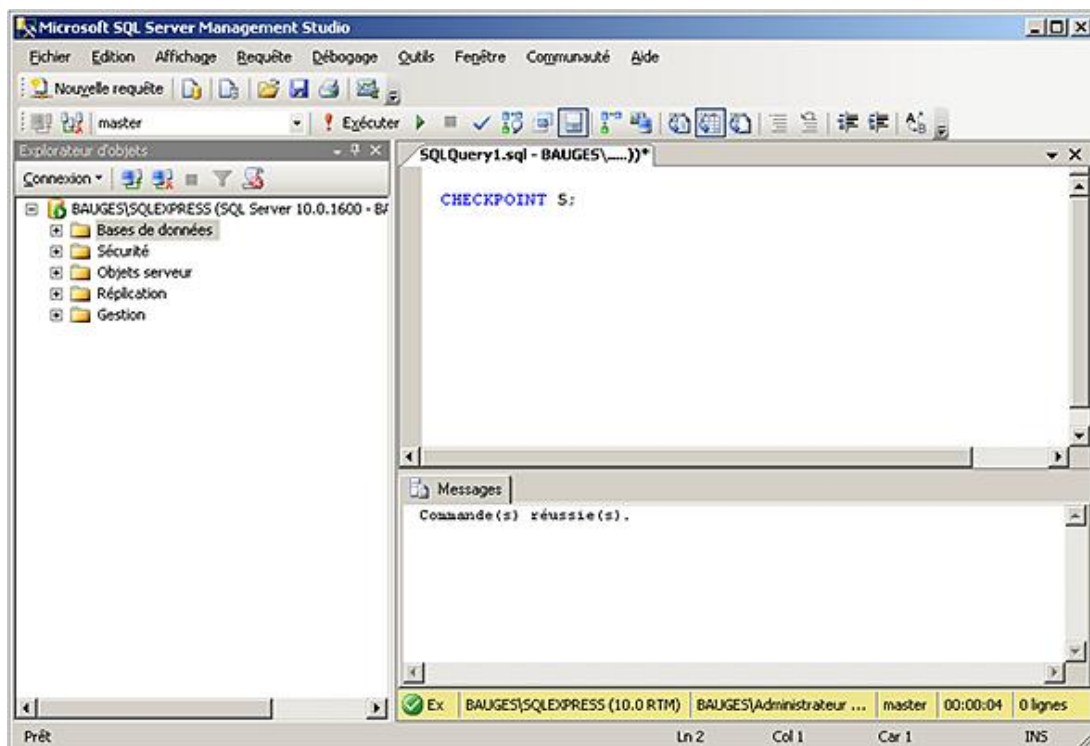 Microsoft SQL Server Management Studio
Fichier Edition Affichage Requête Débogage Outils Fenêtre Communauté Aide
Nouvelle requête
master Exécuter
Explorateur d'objets
SQLQuery1.sql - BAUGES\.....))*
Connexion
CHECKPOINT 5;
BAUGES\SQLEXPRESS (SQL Server 10.0.1600 - BA
Bases de données
Sécurité
Objets serveur
Réplication
Gestion
Messages
Commande(s) réussie(s).
Ex BAUGES\SQLEXPRESS (10.0 RTM) BAUGES\Administrateur ... master 00:00:04 0 lignes
Prêt Ln 2 Col 1 Car 1 INS